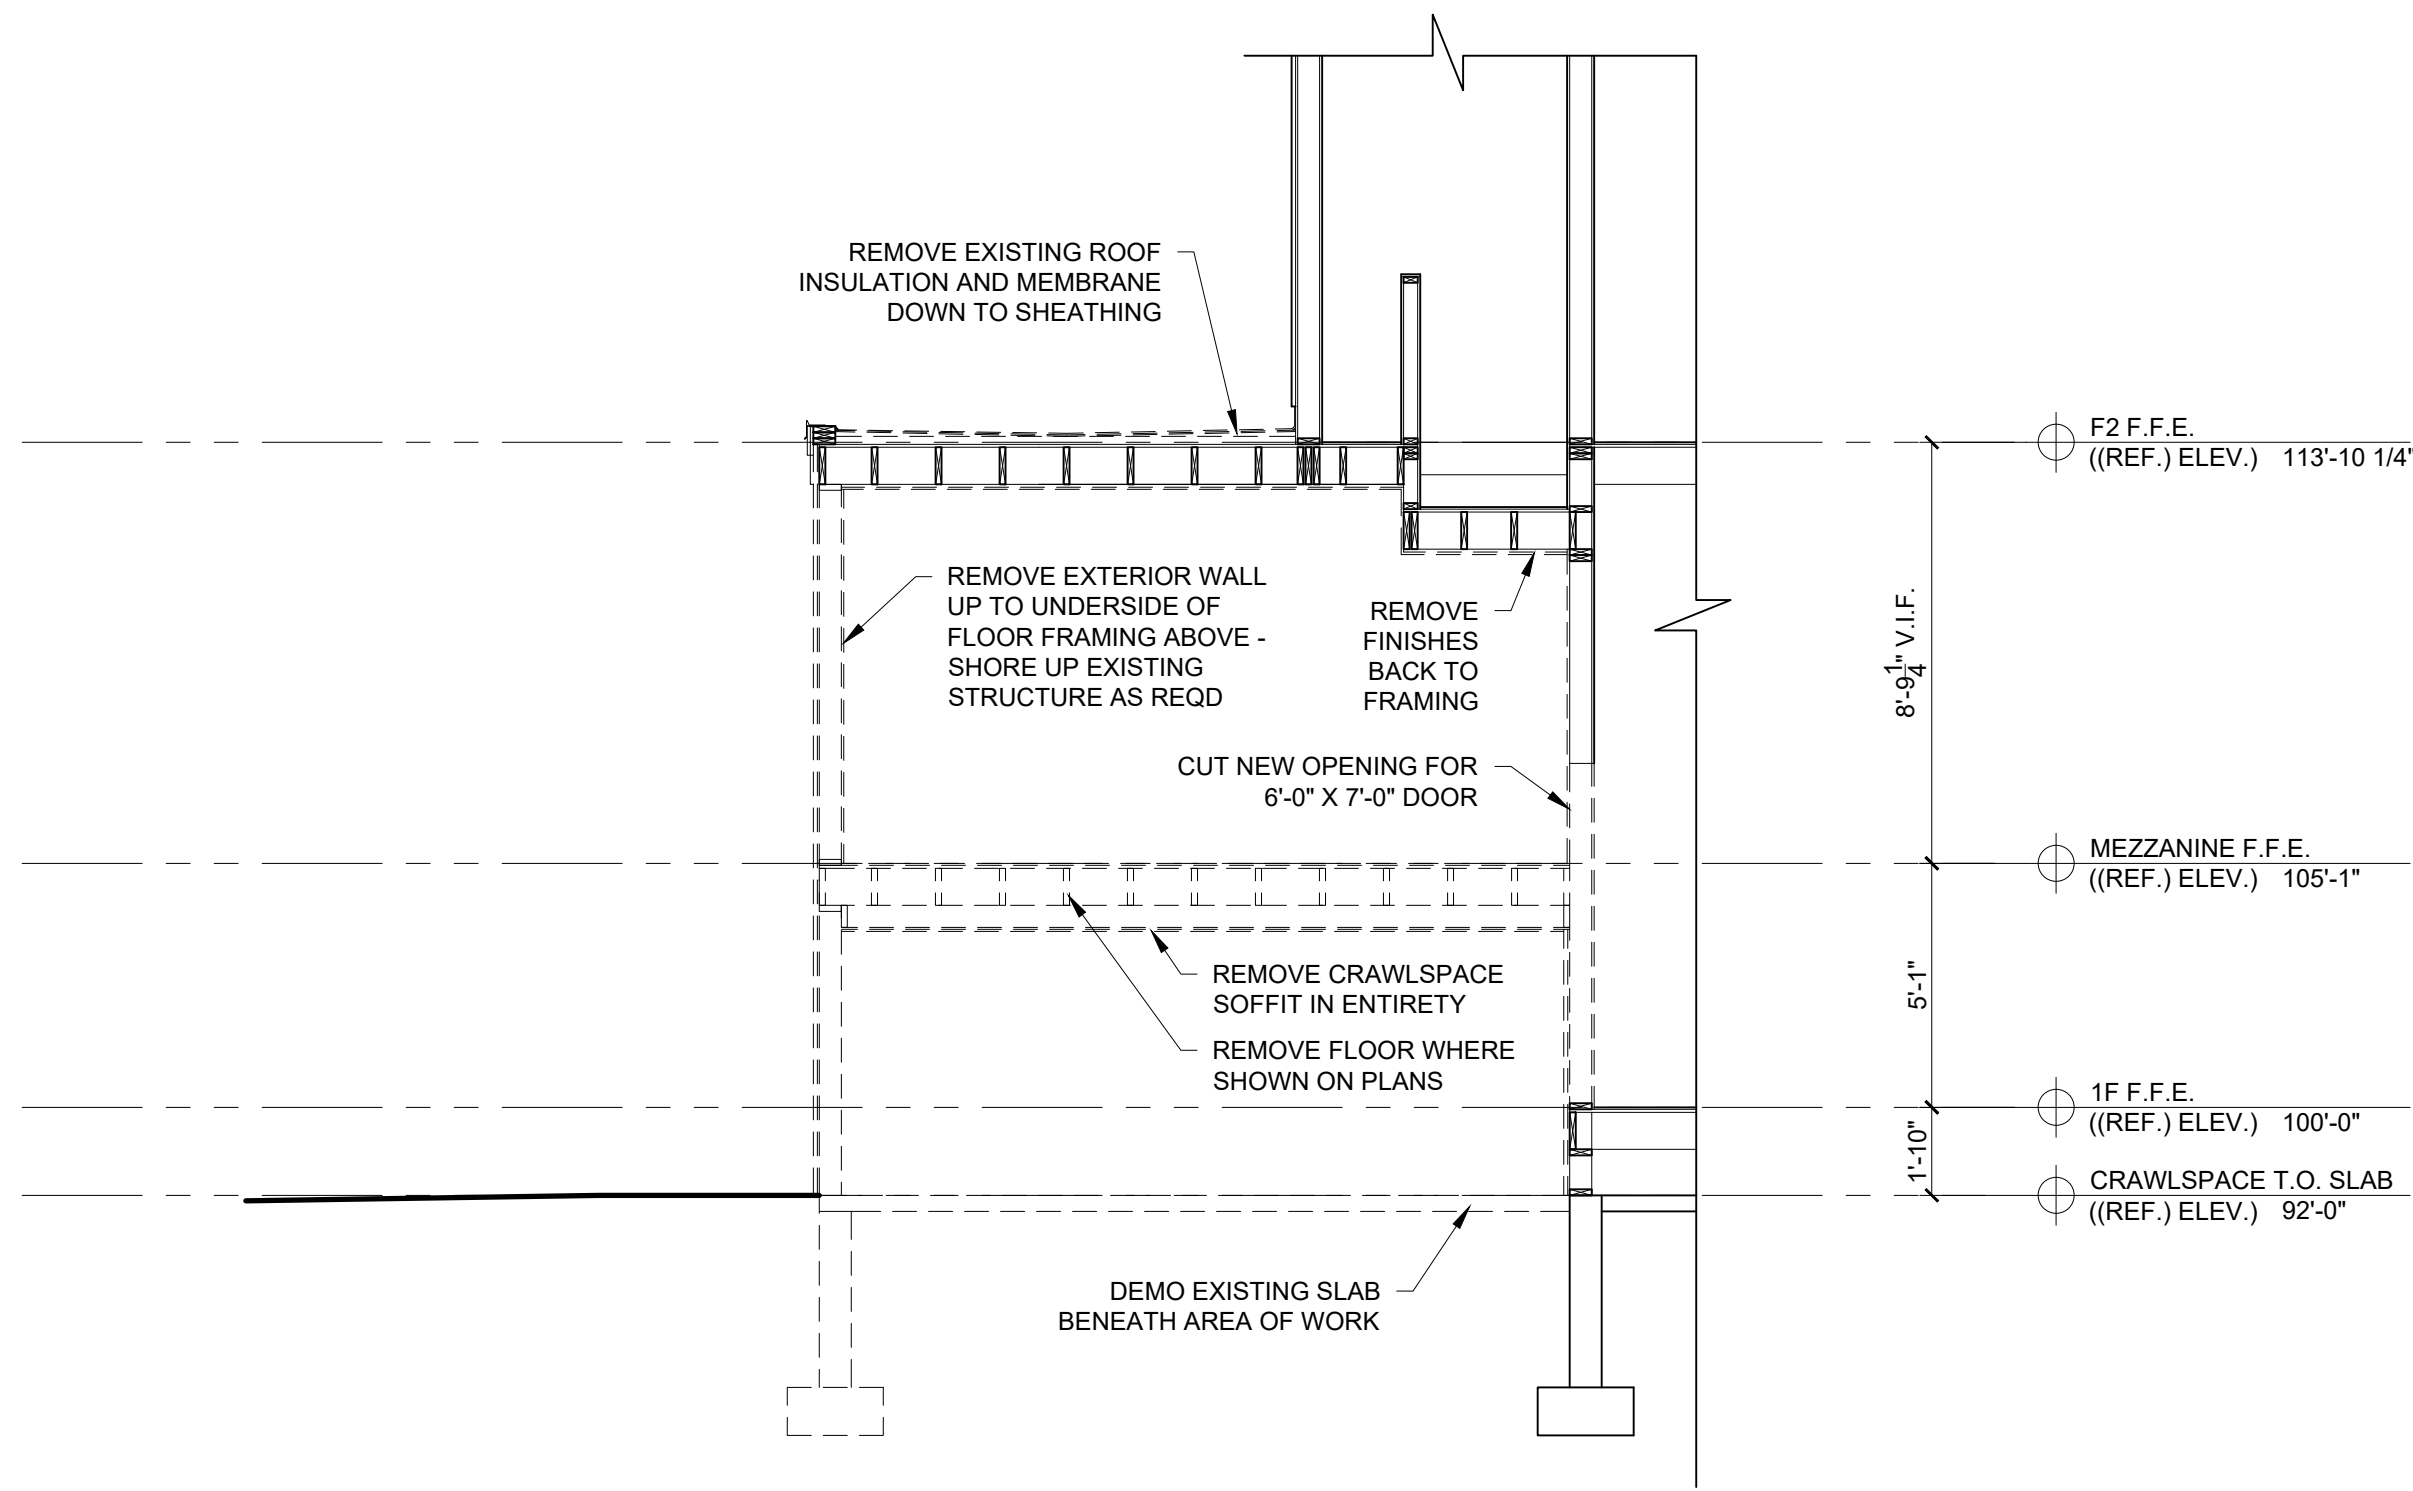 REMOVE EXISTING ROOF
INSULATION AND MEMBRANE
DOWN TO SHEATHING
F2 F.F.E.
((REF.) ELEV.) 113'-10 1/4"
REMOVE EXTERIOR WALL
UP TO UNDERSIDE OF
FLOOR FRAMING ABOVE -
SHORE UP EXISTING
STRUCTURE AS REQD
REMOVE
FINISHES
BACK TO
FRAMING
8'-9 1/4" V.I.F.
CUT NEW OPENING FOR
6'-0" X 7'-0" DOOR
MEZZANINE F.F.E.
((REF.) ELEV.) 105'-1"
REMOVE CRAWLSPACE
SOFFIT IN ENTIRETY
5'-1"
REMOVE FLOOR WHERE
SHOWN ON PLANS
1F F.F.E.
((REF.) ELEV.) 100'-0"
1'-10"
CRAWLSPACE T.O. SLAB
((REF.) ELEV.) 92'-0"
DEMO EXISTING SLAB
BENEATH AREA OF WORK